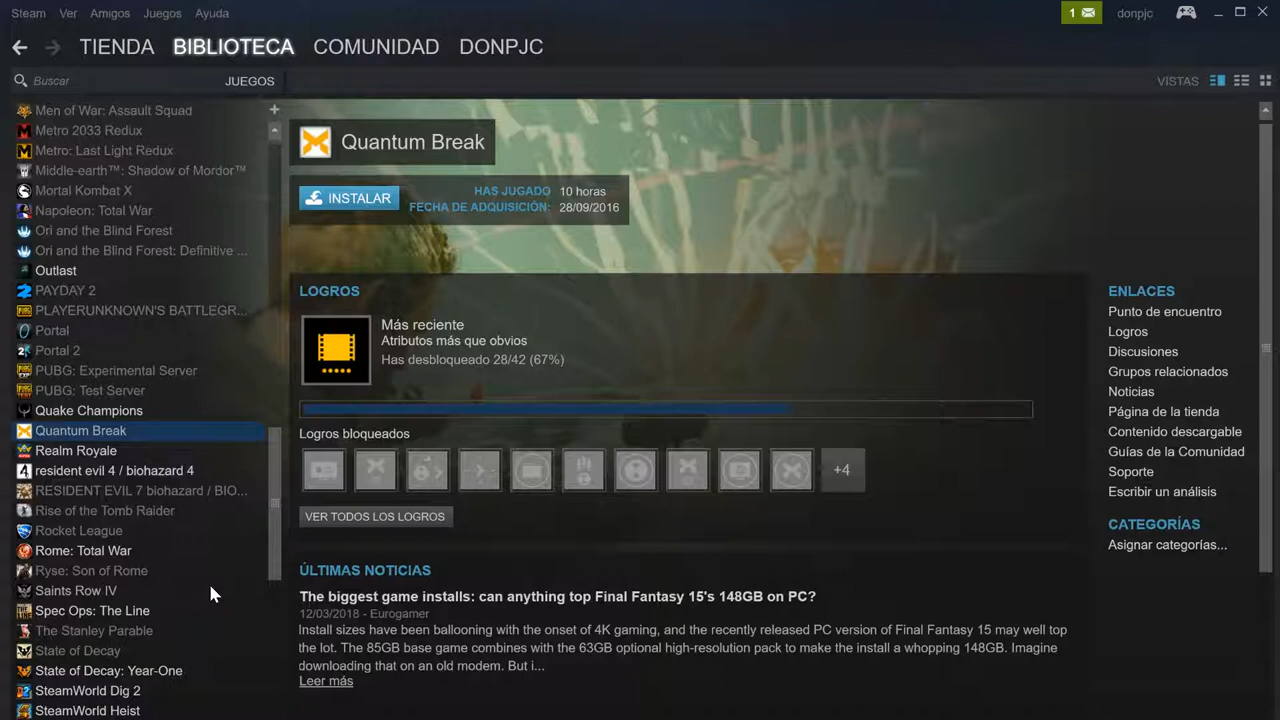 Steam Ver Amigos Juegos Ayuda
1 donpjc
TIENDA BIBLIOTECA COMUNIDAD DONPJC
Buscar JUEGOS VISTAS
Men of War: Assault Squad
Metro 2033 Redux
Metro: Last Light Redux
Middle-earth™: Shadow of Mordor™
Mortal Kombat X
Napoleon: Total War
Ori and the Blind Forest
Ori and the Blind Forest: Definitive ...
Outlast
PAYDAY 2
PLAYERUNKNOWN'S BATTLEGR...
Portal
Portal 2
PUBG: Experimental Server
PUBG: Test Server
Quake Champions
Quantum Break
Realm Royale
resident evil 4 / biohazard 4
RESIDENT EVIL 7 biohazard / BIO...
Rise of the Tomb Raider
Rocket League
Rome: Total War
Ryse: Son of Rome
Saints Row IV
Spec Ops: The Line
The Stanley Parable
State of Decay
State of Decay: Year-One
SteamWorld Dig 2
SteamWorld Heist
Quantum Break
INSTALAR
HAS JUGADO 10 horas
FECHA DE ADQUISICIÓN: 28/09/2016
LOGROS
Más reciente
Atributos más que obvios
Has desbloqueado 28/42 (67%)
Logros bloqueados
+4
VER TODOS LOS LOGROS
ÚLTIMAS NOTICIAS
The biggest game installs: can anything top Final Fantasy 15's 148GB on PC?
12/03/2018 - Eurogamer
Install sizes have been ballooning with the onset of 4K gaming, and the recently released PC version of Final Fantasy 15 may well top
the lot. The 85GB base game combines with the 63GB optional high-resolution pack to make the install a whopping 148GB. Imagine
downloading that on an old modem. But i...
Leer más
ENLACES
Punto de encuentro
Logros
Discusiones
Grupos relacionados
Noticias
Página de la tienda
Contenido descargable
Guías de la Comunidad
Soporte
Escribir un análisis
CATEGORÍAS
Asignar categorías...